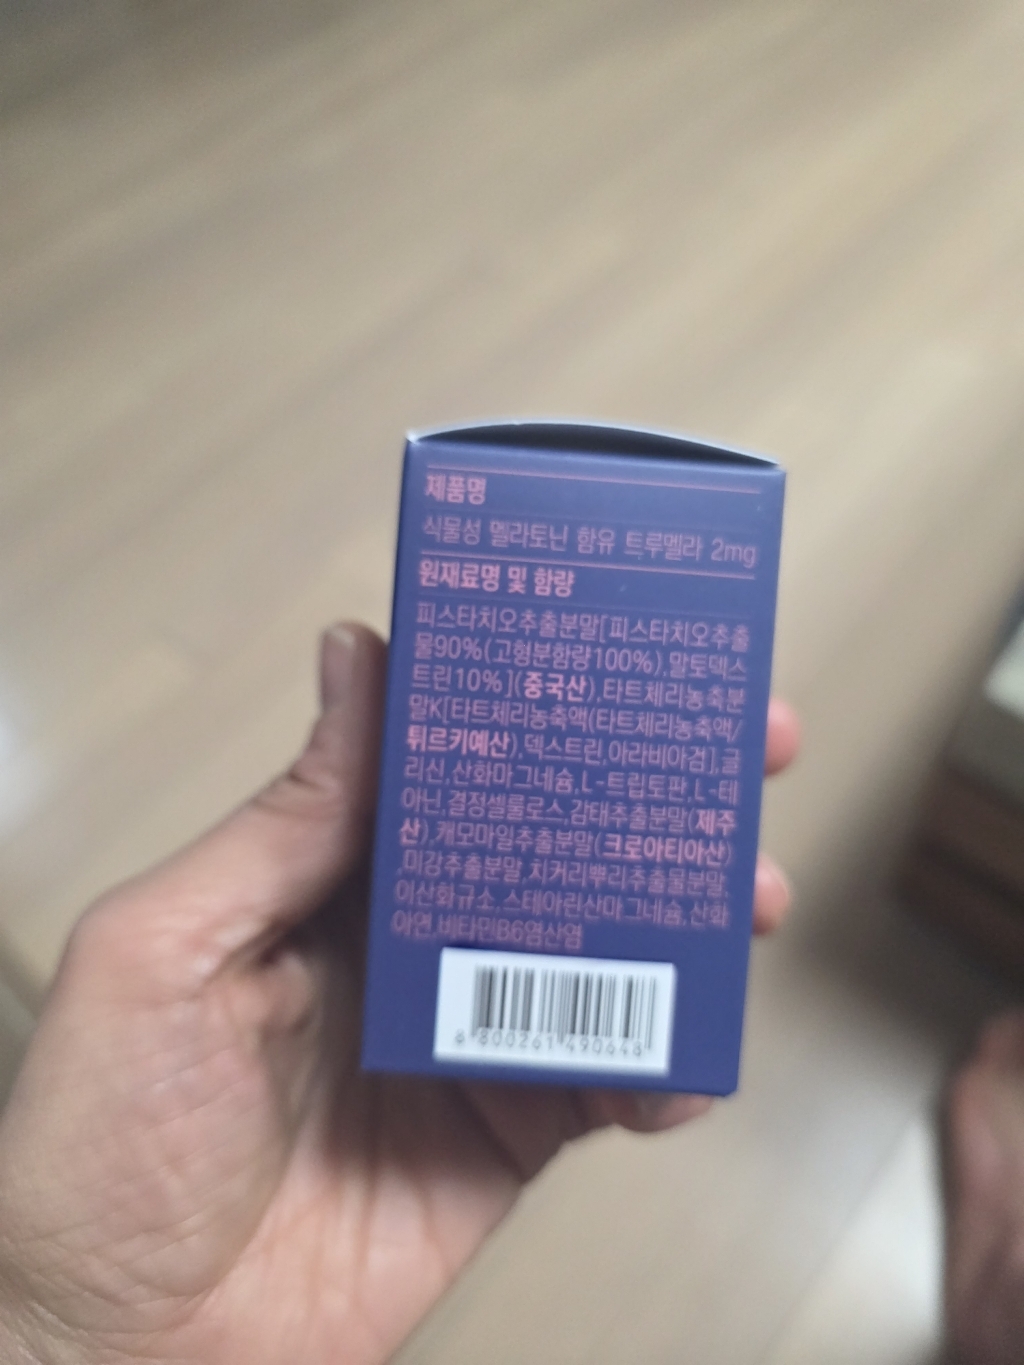 제품명
식물성 멜라토닌 함유 트루멜라 2mg
원재료명 및 함량
피스타치오추출분말[피스타치오추출
물90%(고형분함량100%),말토덱스
트린10%](중국산),타트체리농축분
말K[타트체리농축액(타트체리농축액/
튀르키예산),덱스트린,아라비아검],글
리신,산화마그네슘,L-트립토판,L-테
아닌,결정셀룰로스,감태추출분말(제주
산),캐모마일추출분말(크로아티아산)
,미강추출분말,치커리뿌리추출물분말,
이산화규소,스테아린산마그네슘,산화
아연,비타민B6염산염
8 800261 490648